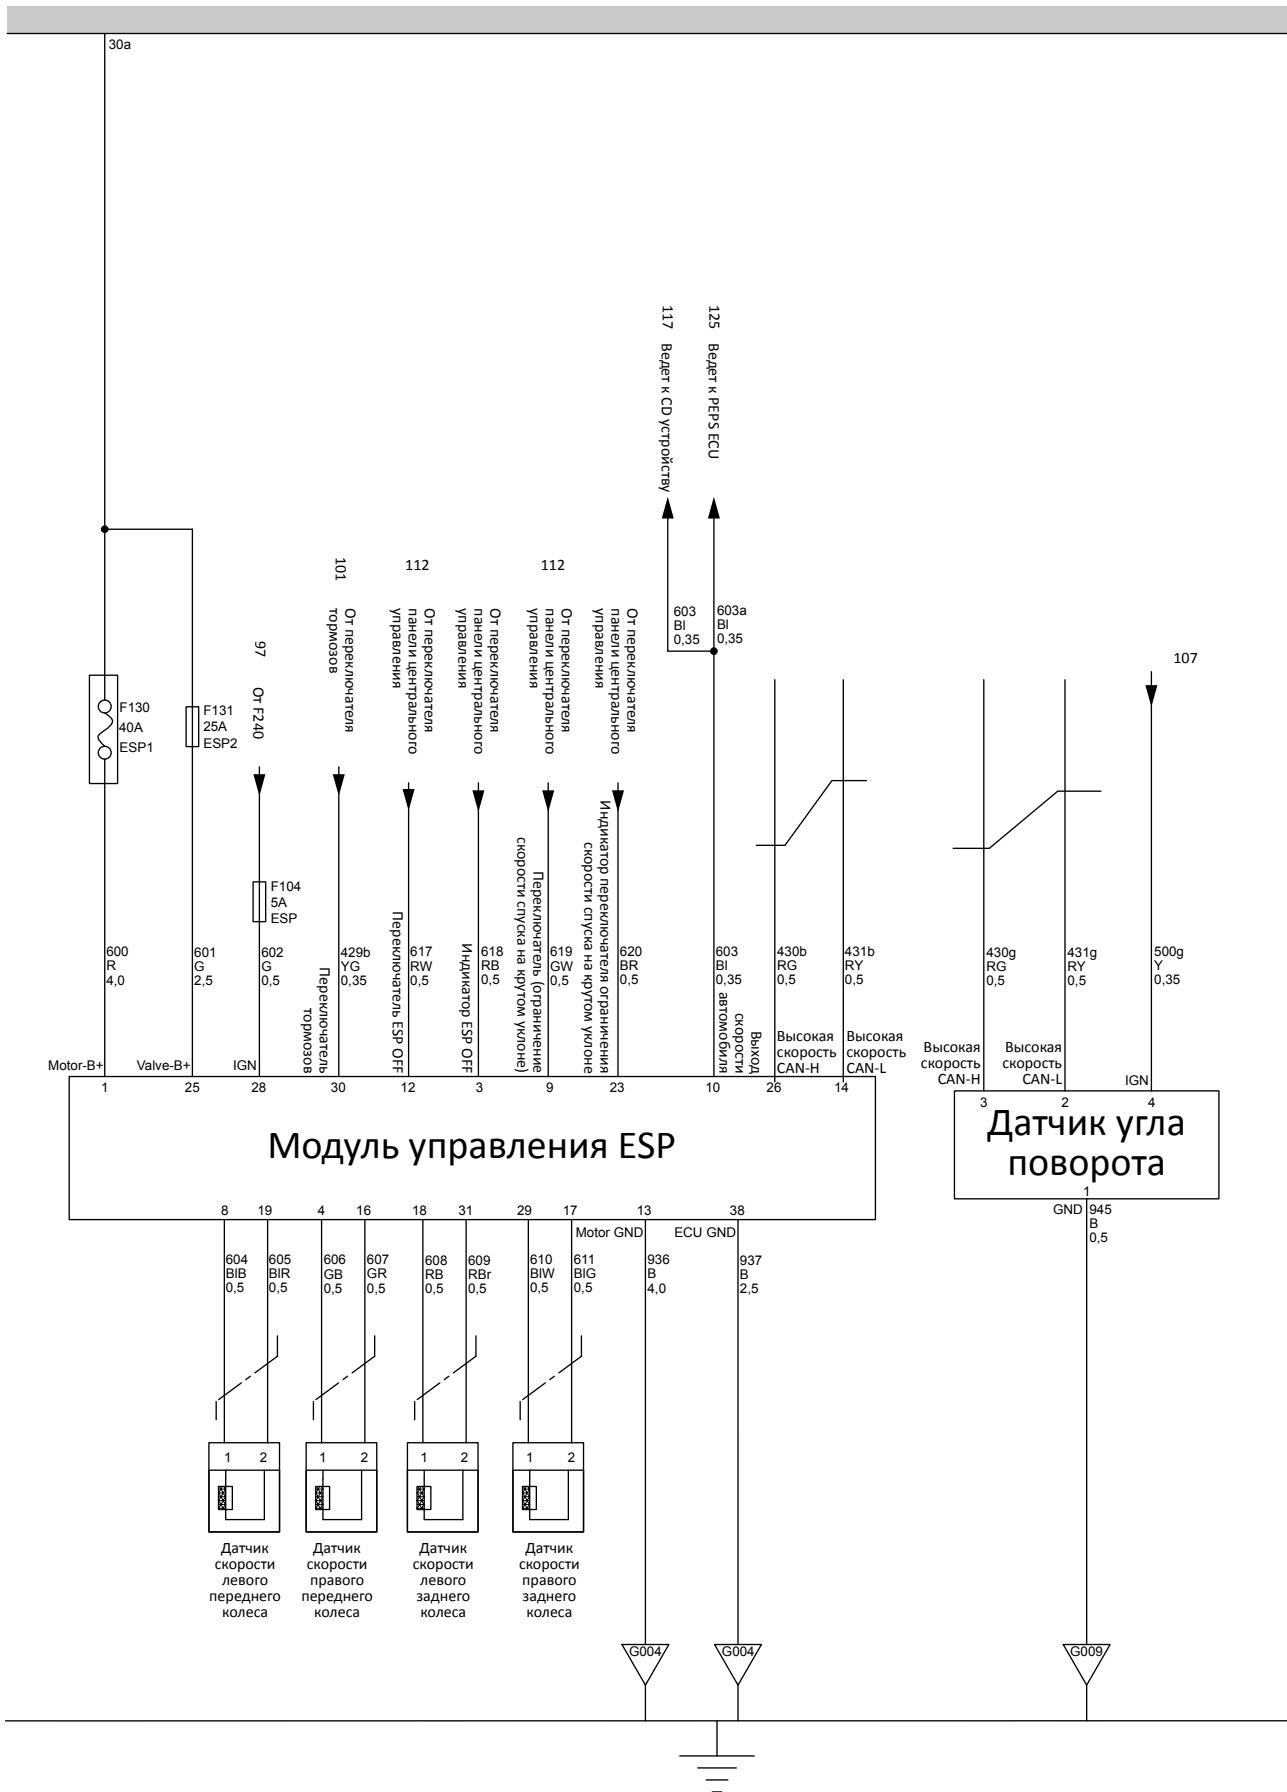 30a
117 Ведет к CD устройству
125 Ведет к PEPS ECU
603
Bl
0,35
603a
Bl
0,35
97 От F240
101 От переключателя
тормозов
112
От переключателя
панели центрального
управления
От переключателя
панели центрального
управления
112
От переключателя
панели центрального
управления
От переключателя
панели центрального
управления
107
F130
40A
ESP1
F131
25A
ESP2
F104
5A
ESP
600
R
4,0
601
G
2,5
602
G
0,5
429b
YG
0,35
Переключатель
тормозов
617
RW
0,5
Переключатель ESP OFF
618
RB
0,5
Индикатор ESP OFF
619
GW
0,5
Переключатель (ограничение
скорости спуска на крутом уклоне)
620
BR
0,5
Индикатор переключателя ограничения
скорости спуска на крутом уклоне
603
Bl
0,35
Выход
скорости
автомобиля
430b
RG
0,5
431b
RY
0,5
430g
RG
0,5
431g
RY
0,5
500g
Y
0,35
Motor-B+
Valve-B+
IGN
Высокая
скорость
CAN-H
Высокая
скорость
CAN-L
Высокая
скорость
CAN-H
Высокая
скорость
CAN-L
IGN
1 25 28 30 12 3 9 23 10 26 14
3 2 4
Модуль управления ESP
Датчик угла
поворота
1
8 19 4 16 18 31 29 17 13 38
Motor GND
ECU GND
GND
945
B
0,5
604
BlB
0,5
605
BlR
0,5
606
GB
0,5
607
GR
0,5
608
RB
0,5
609
RBr
0,5
610
BlW
0,5
611
BlG
0,5
936
B
4,0
937
B
2,5
1 2
1 2
1 2
1 2
Датчик
скорости
левого
переднего
колеса
Датчик
скорости
правого
переднего
колеса
Датчик
скорости
левого
заднего
колеса
Датчик
скорости
правого
заднего
колеса
G004
G004
G009